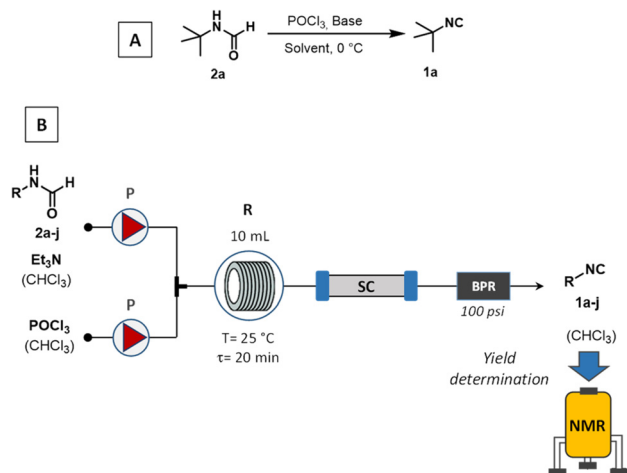 A
H
N
H
O
2a
POCl₃, Base
Solvent, 0 °C
NC
1a
B
H
R
N
H
O
2a-j
Et₃N
(CHCl₃)
P
POCl₃
(CHCl₃)
P
R
10 mL
T= 25 °C
τ= 20 min
SC
BPR
100 psi
R
NC
1a-j
(CHCl₃)
Yield
determination
NMR